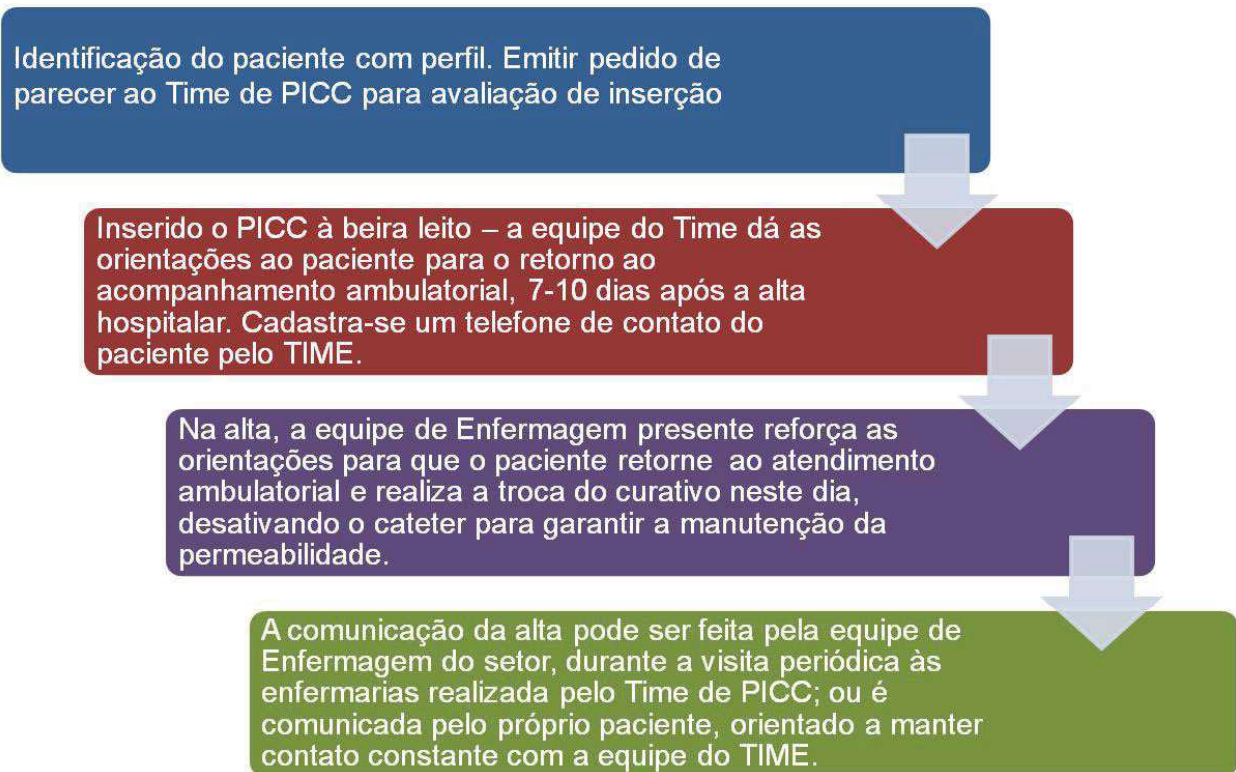 Identificação do paciente com perfil. Emitir pedido de
parecer ao Time de PICC para avaliação de inserção
Inserido o PICC à beira leito – a equipe do Time dá as
orientações ao paciente para o retorno ao
acompanhamento ambulatorial, 7-10 dias após a alta
hospitalar. Cadastra-se um telefone de contato do
paciente pelo TIME.
Na alta, a equipe de Enfermagem presente reforça as
orientações para que o paciente retorne ao atendimento
ambulatorial e realiza a troca do curativo neste dia,
desativando o cateter para garantir a manutenção da
permeabilidade.
A comunicação da alta pode ser feita pela equipe de
Enfermagem do setor, durante a visita periódica às
enfermarias realizada pelo Time de PICC; ou é
comunicada pelo próprio paciente, orientado a manter
contato constante com a equipe do TIME.